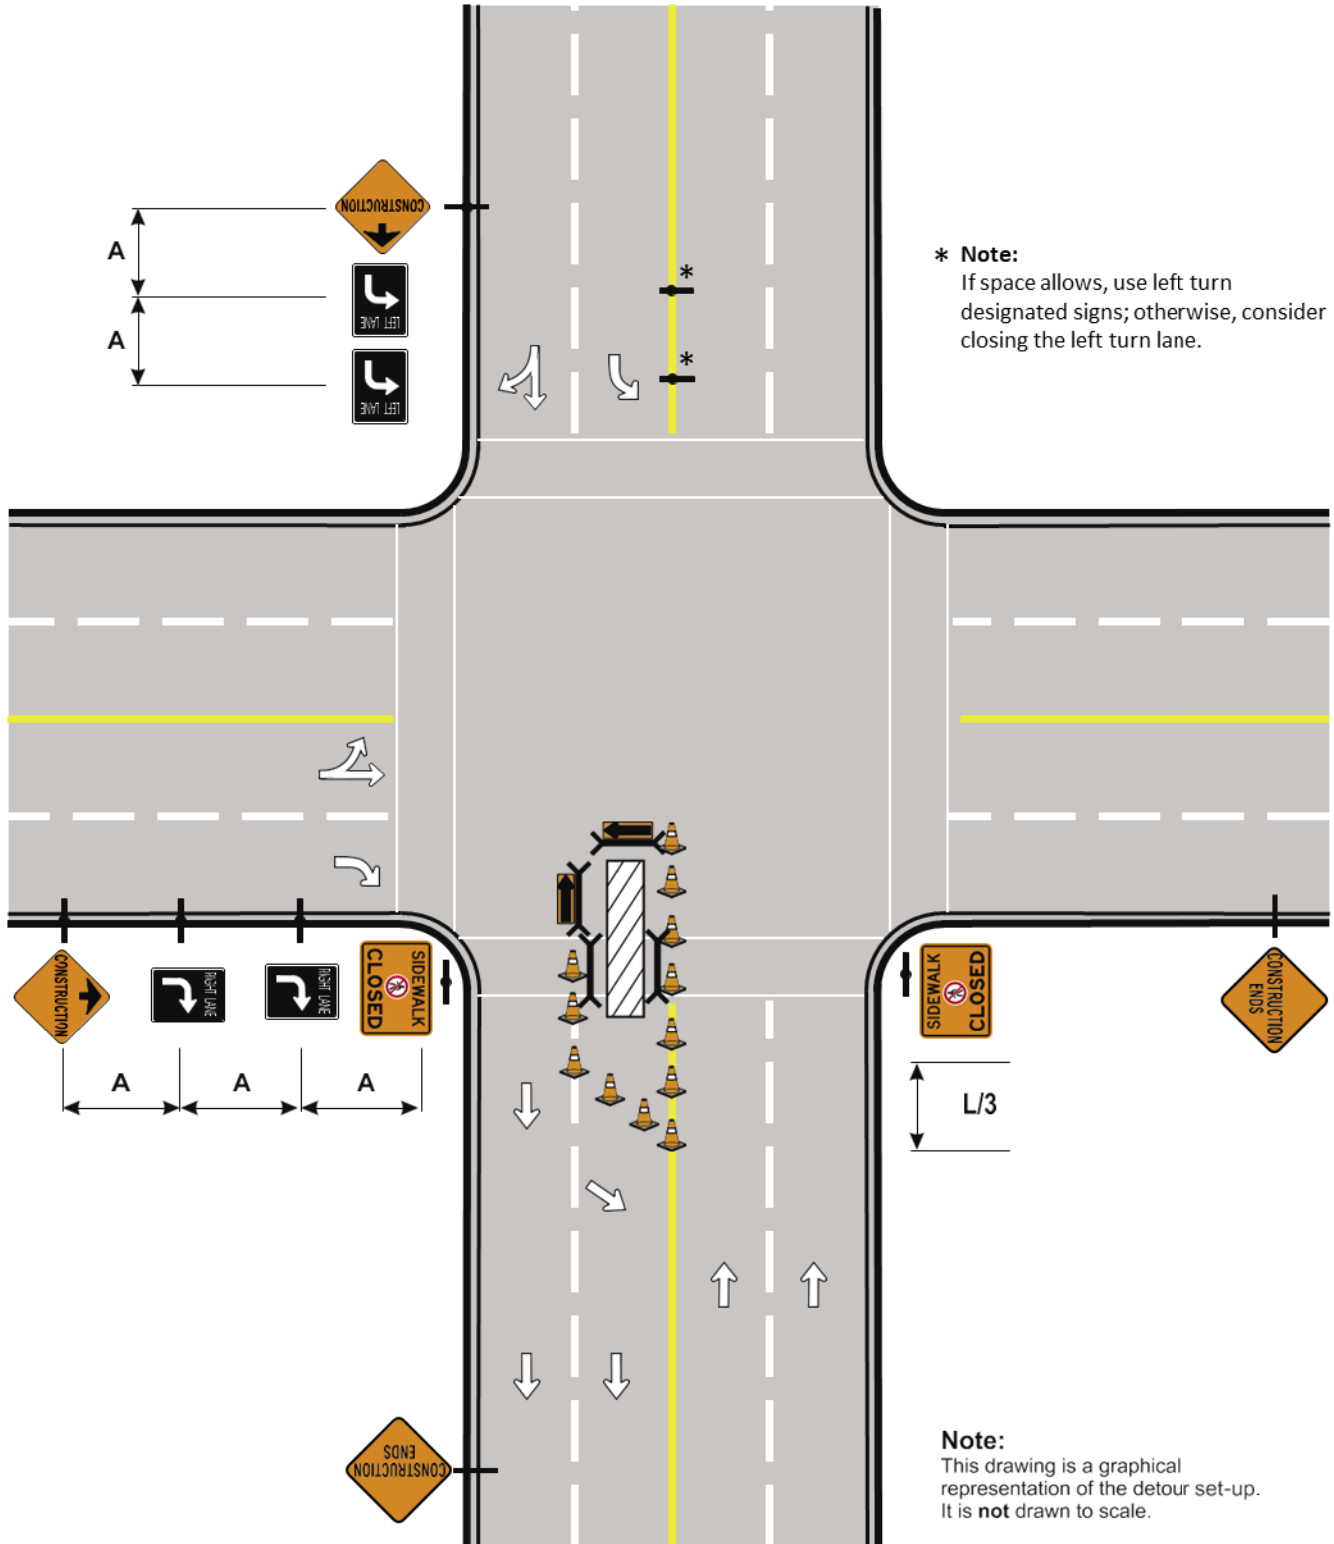 CONSTRUCTION
A
LEFT LANE
A
LEFT LANE
*
*
* Note:
If space allows, use left turn
designated signs; otherwise, consider
closing the left turn lane.
CONSTRUCTION
RIGHT LANE
RIGHT LANE
SIDEWALK
CLOSED
SIDEWALK
CLOSED
CONSTRUCTION
ENDS
A
A
A
L/3
CONSTRUCTION
ENDS
Note:
This drawing is a graphical
representation of the detour set-up.
It is not drawn to scale.